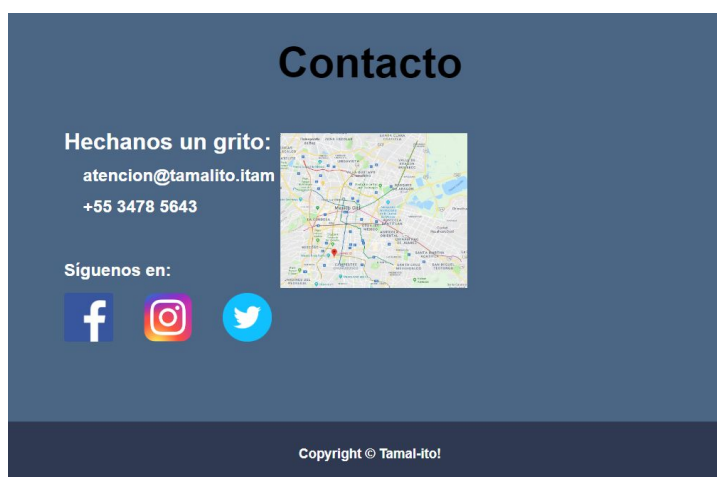 Contacto
Hechanos un grito:
atencion@tamalito.itam
+55 3478 5643
Síguenos en:
Copyright © Tamal-ito!